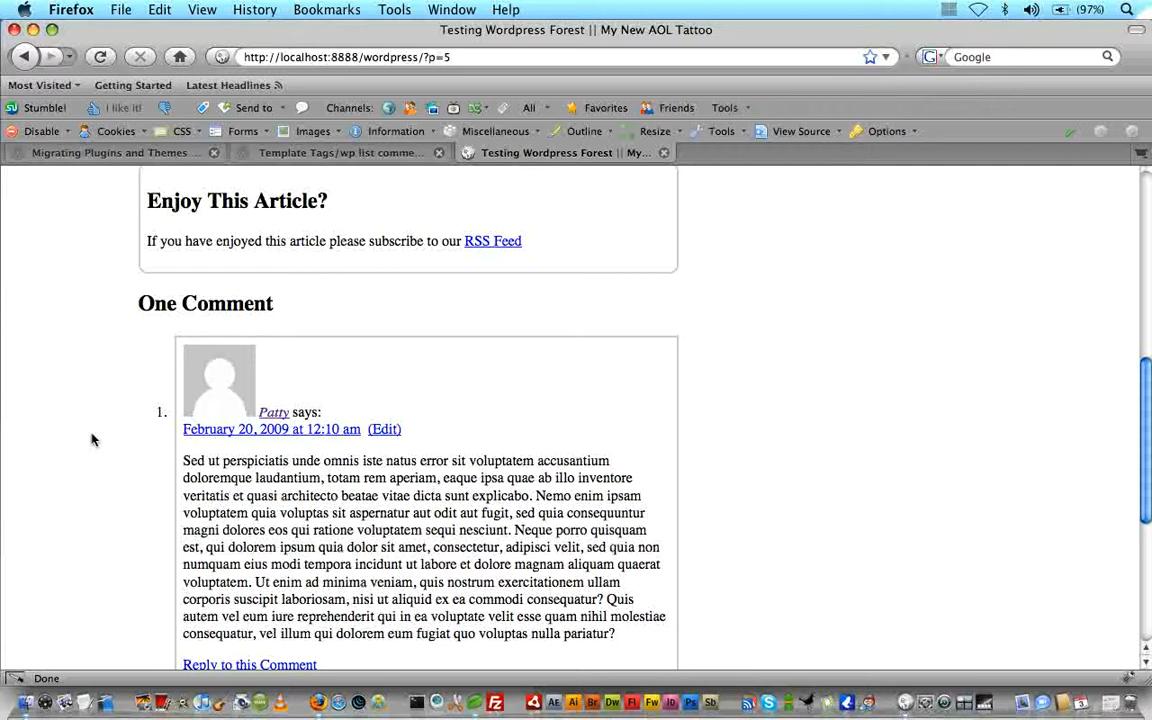 Firefox File Edit View History Bookmarks Tools Window Help (97%)
Testing Wordpress Forest || My New AOL Tattoo
http://localhost:8888/wordpress/?p=5 G Google
Most Visited Getting Started Latest Headlines
Stumble! I like it! Send to Channels: All Favorites Friends Tools
Disable Cookies CSS Forms Images Information Miscellaneous Outline Resize Tools View Source Options
Migrating Plugins and Themes ... Template Tags/wp list comme... Testing Wordpress Forest || My...
Enjoy This Article?
If you have enjoyed this article please subscribe to our RSS Feed
One Comment
1. Patty says:
February 20, 2009 at 12:10 am (Edit)
Sed ut perspiciatis unde omnis iste natus error sit voluptatem accusantium
doloremque laudantium, totam rem aperiam, eaque ipsa quae ab illo inventore
veritatis et quasi architecto beatae vitae dicta sunt explicabo. Nemo enim ipsam
voluptatem quia voluptas sit aspernatur aut odit aut fugit, sed quia consequuntur
magni dolores eos qui ratione voluptatem sequi nesciunt. Neque porro quisquam
est, qui dolorem ipsum quia dolor sit amet, consectetur, adipisci velit, sed quia non
numquam eius modi tempora incidunt ut labore et dolore magnam aliquam quaerat
voluptatem. Ut enim ad minima veniam, quis nostrum exercitationem ullam
corporis suscipit laboriosam, nisi ut aliquid ex ea commodi consequatur? Quis
autem vel eum iure reprehenderit qui in ea voluptate velit esse quam nihil molestiae
consequatur, vel illum qui dolorem eum fugiat quo voluptas nulla pariatur?
Reply to this Comment
Done
AE Ai Br Dw Fl Fw Id Ps Sb